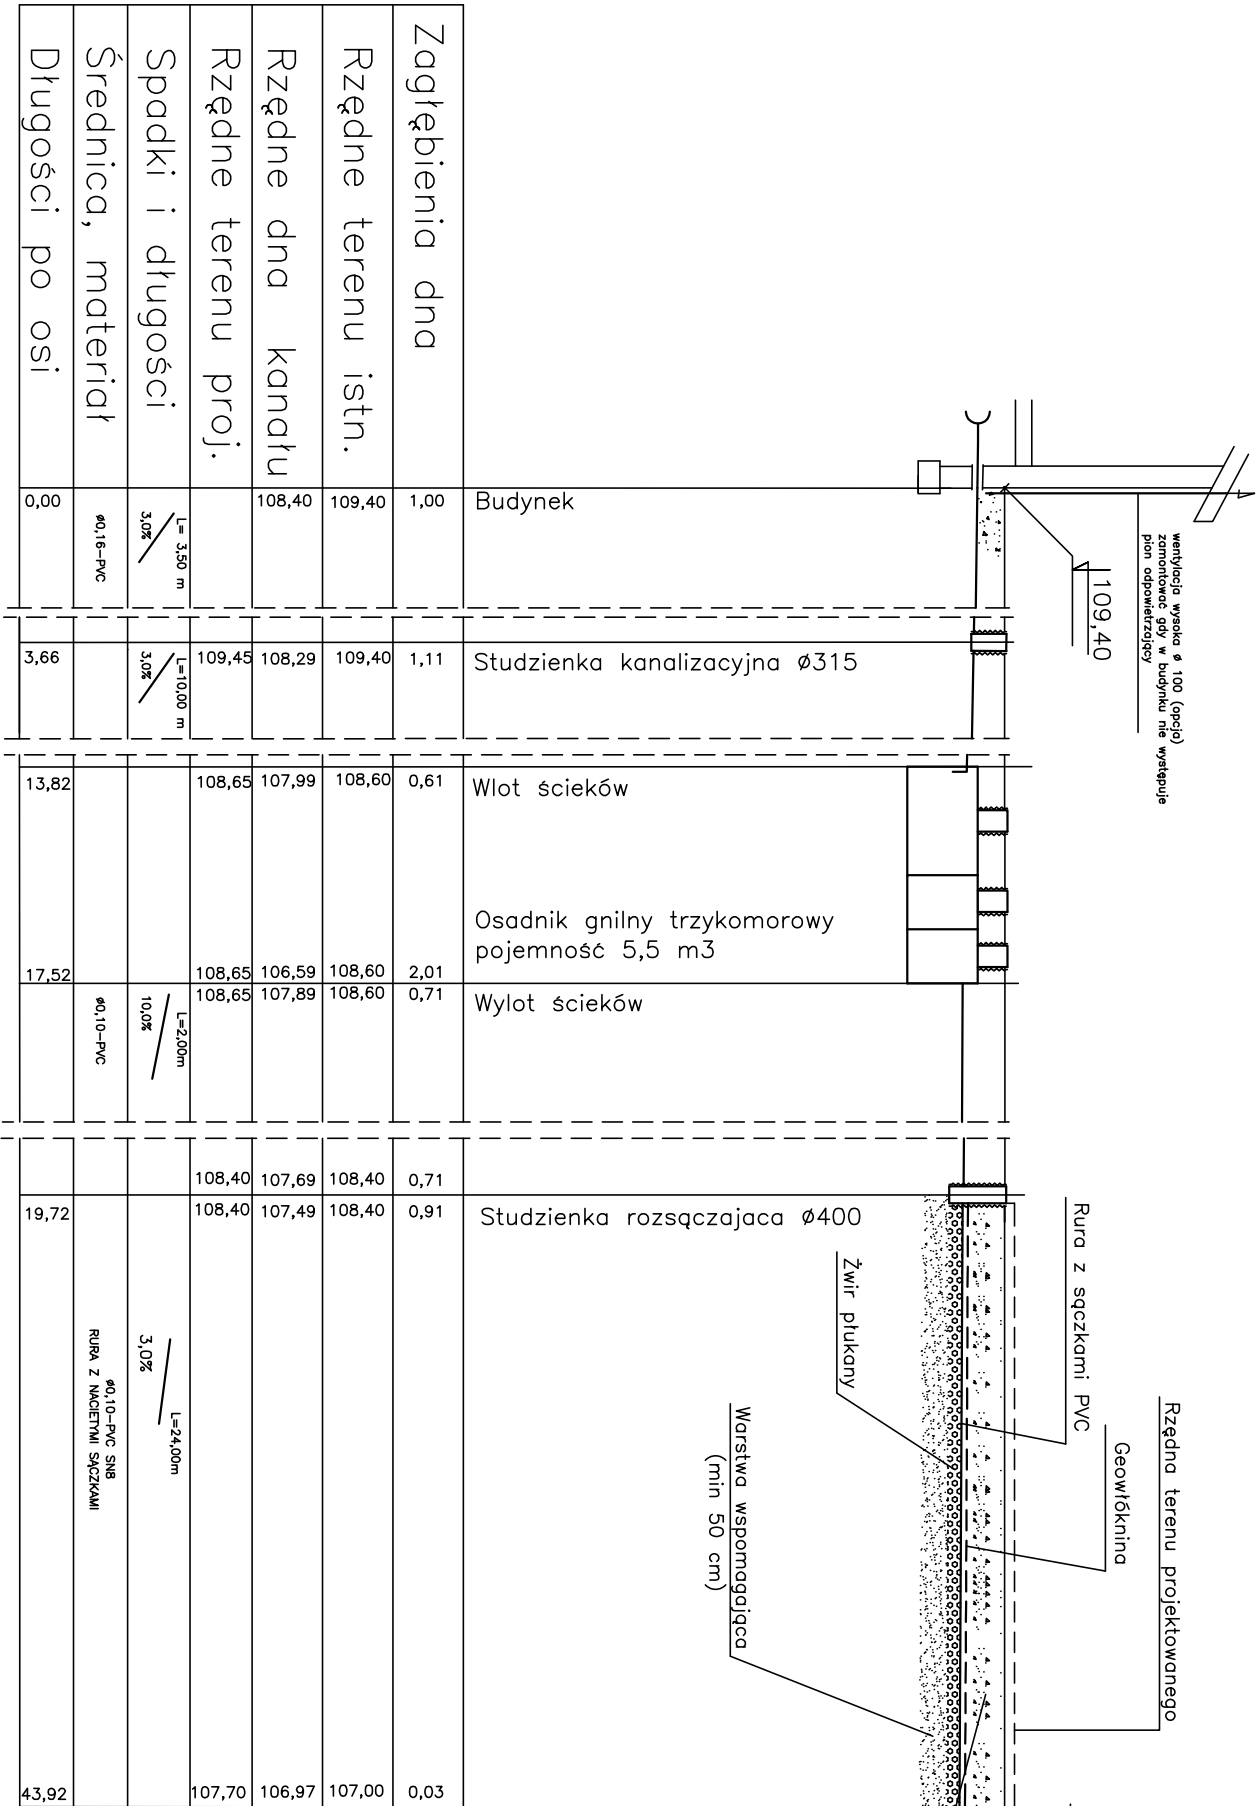 Zagłębienia dna
Rzędne terenu istn.
Rzędne dna kanału
Rzędne terenu proj.
Spadki i długości
Średnica, materiał
Długości po osi
Budynek
1,00
109,40
108,40
L= 3,50 m
3,0%
ø0,16-PVC
0,00
wentylacja wysoka ø 100 (opcja)
zamontować gdy w budynku nie występuje
pion odpowietrzający
109,40
Studzienka kanalizacyjna ø315
1,11
109,40
108,29
109,45
L=10,00 m
3,0%
3,66
Wlot ścieków
0,61
108,60
107,99
108,65
13,82
Osadnik gnilny trzykomorowy
pojemność 5,5 m3
2,01
108,60
106,59
108,65
17,52
Wylot ścieków
0,71
108,60
107,89
108,65
L=2,00m
10,0%
ø0,10-PVC
0,71
108,40
107,69
108,40
Studzienka rozsączajaca ø400
0,91
108,40
107,49
108,40
19,72
L=24,00m
3,0%
ø0,10-PVC SN8
RURA Z NACIETYMI SĄCZKAMI
Rura z sączkami PVC
Żwir płukany
Warstwa wspomagająca
(min 50 cm)
Geowłóknina
Rzędna terenu projektowanego
0,03
107,00
106,97
107,70
43,92